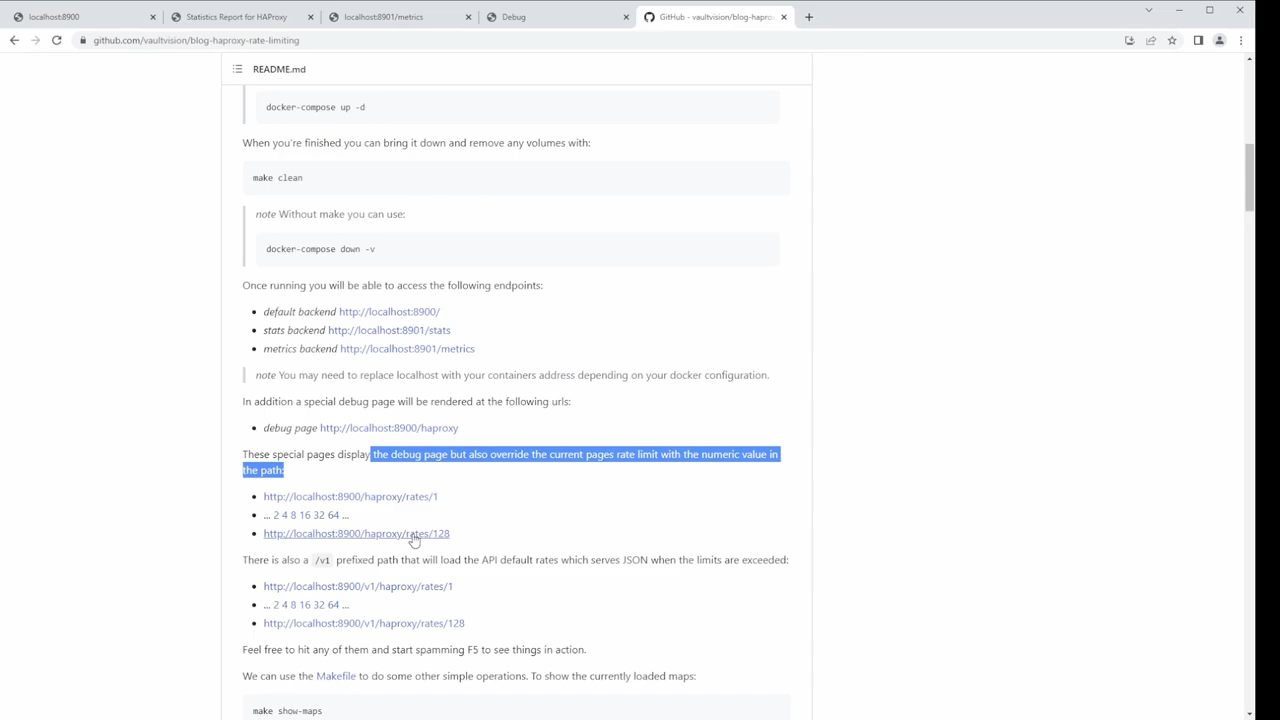 localhost:8900
Statistics Report for HAProxy
localhost:8901/metrics
Debug
GitHub - vaultvision/blog-haprox
github.com/vaultvision/blog-haproxy-rate-limiting
README.md
docker-compose up -d
When you're finished you can bring it down and remove any volumes with:
make clean
note Without make you can use:
docker-compose down -v
Once running you will be able to access the following endpoints:
default backend http://localhost:8900/
stats backend http://localhost:8901/stats
metrics backend http://localhost:8901/metrics
note You may need to replace localhost with your containers address depending on your docker configuration.
In addition a special debug page will be rendered at the following urls:
debug page http://localhost:8900/haproxy
These special pages display the debug page but also override the current pages rate limit with the numeric value in
the path:
http://localhost:8900/haproxy/rates/1
... 2 4 8 16 32 64 ...
http://localhost:8900/haproxy/rates/128
There is also a /v1 prefixed path that will load the API default rates which serves JSON when the limits are exceeded:
http://localhost:8900/v1/haproxy/rates/1
... 2 4 8 16 32 64 ...
http://localhost:8900/v1/haproxy/rates/128
Feel free to hit any of them and start spamming F5 to see things in action.
We can use the Makefile to do some other simple operations. To show the currently loaded maps:
make show-maps